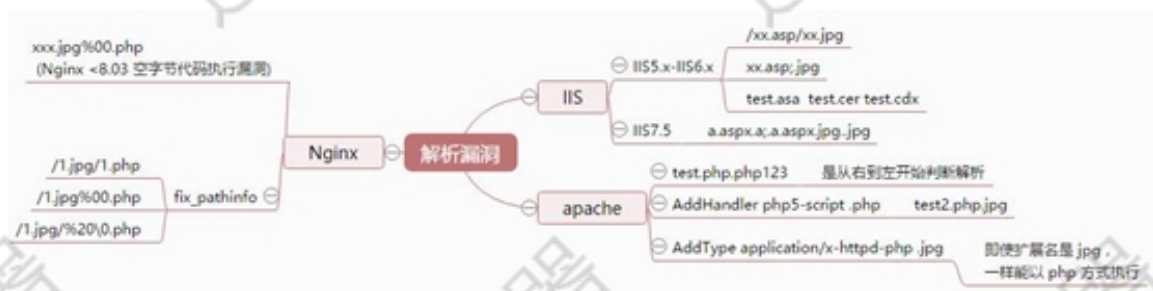 xxx.jpg%00.php
(Nginx <8.03 空字节代码执行漏洞)
/1.jpg/1.php
/1.jpg%00.php
/1.jpg/%20\0.php
fix_pathinfo
Nginx
解析漏洞
IIS
IIS5.x-IIS6.x
/xx.asp/xx.jpg
xx.asp;.jpg
test.asa test.cer test.cdx
IIS7.5
a.aspx.a;.a.aspx.jpg..jpg
apache
test.php.php123
是从右到左开始判断解析
AddHandler php5-script .php
test2.php.jpg
AddType application/x-httpd-php .jpg
即使扩展名是 jpg，
一样能以 php 方式执行